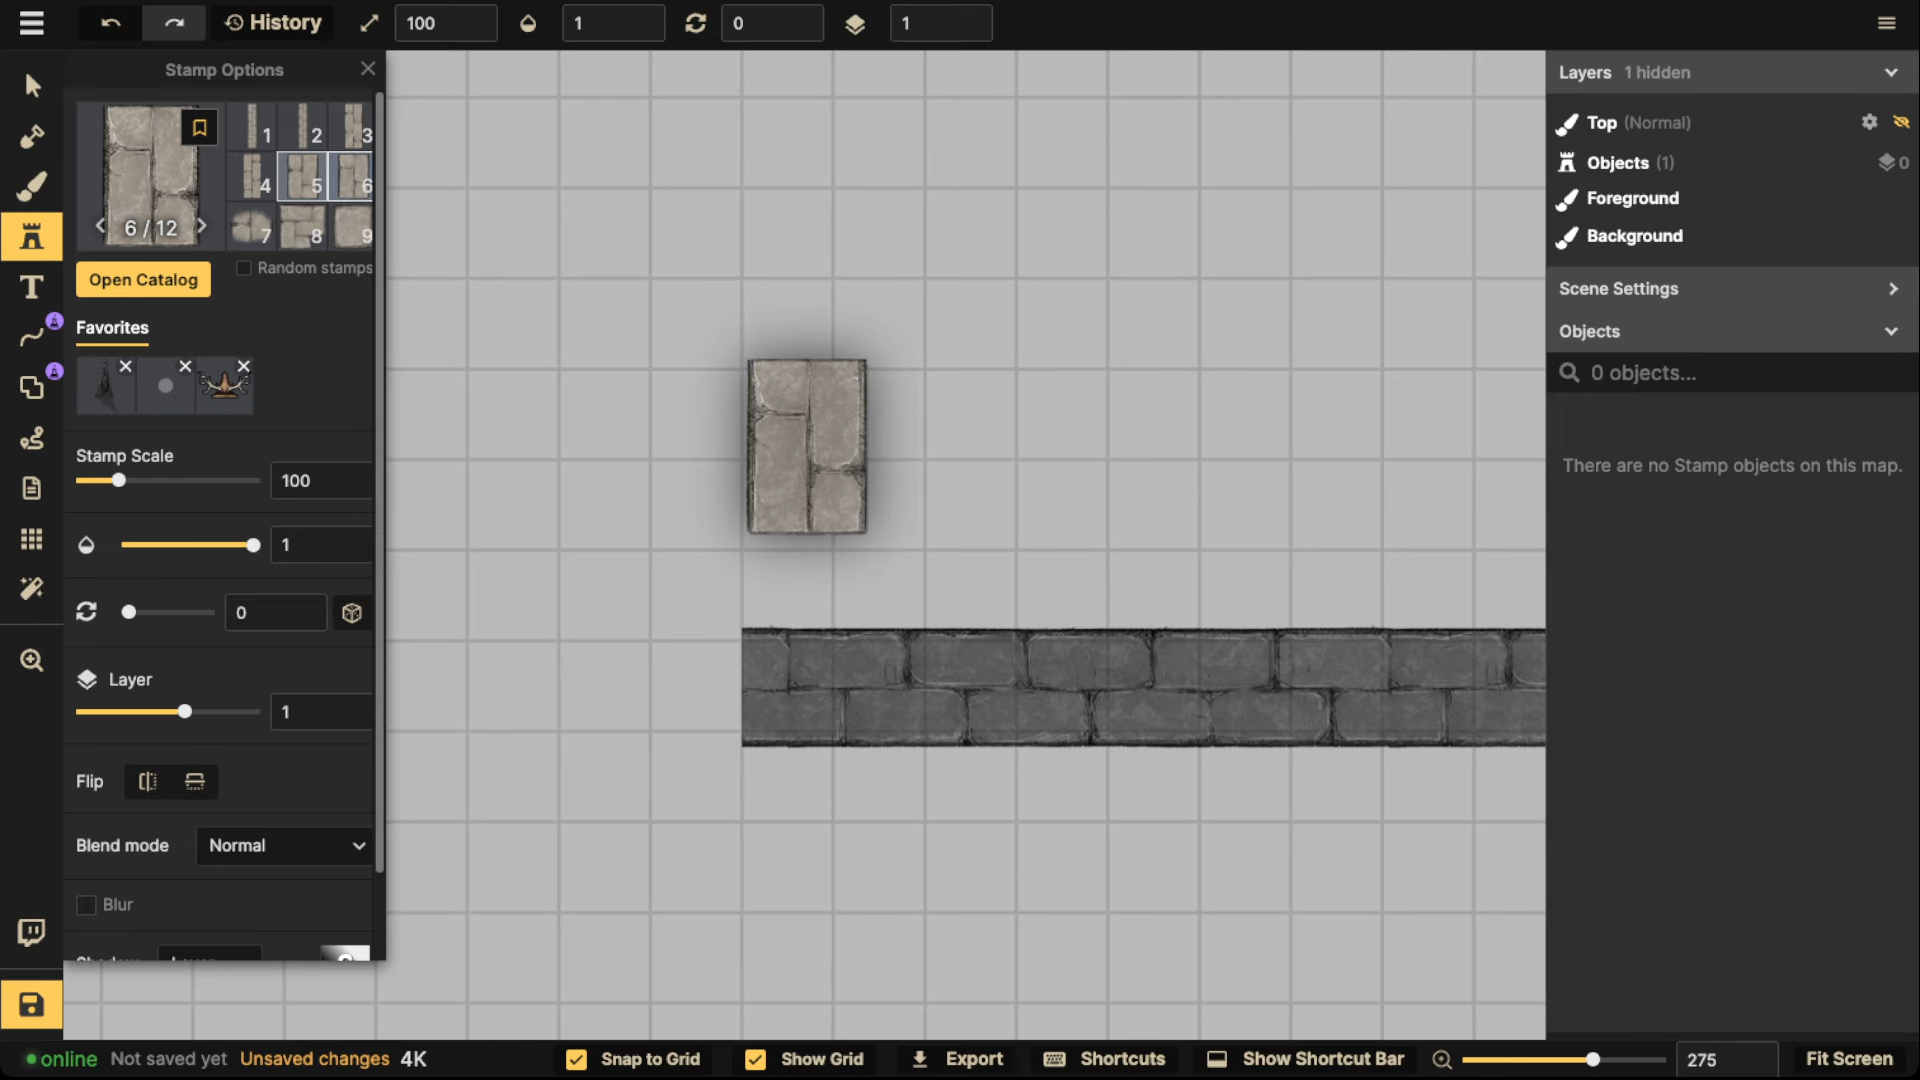 History
100
1
0
1
Stamp Options
1
2
3
4
5
6
7
8
9
6 / 12
Open Catalog
Random stamps
Favorites
Stamp Scale
100
1
0
Layer
1
Flip
Blend mode
Normal
Blur
Layers 1 hidden
Top (Normal)
Objects (1)
0
Foreground
Background
Scene Settings
Objects
0 objects...
There are no Stamp objects on this map.
online Not saved yet Unsaved changes 4K
Snap to Grid
Show Grid
Export
Shortcuts
Show Shortcut Bar
275
Fit Screen